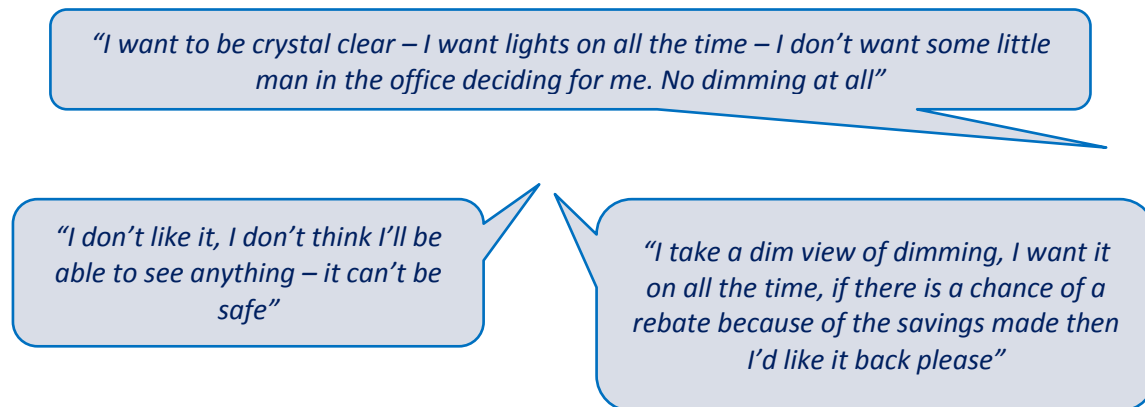 “I want to be crystal clear – I want lights on all the time – I don’t want some little
man in the office deciding for me. No dimming at all”
“I don’t like it, I don’t think I’ll be
able to see anything – it can’t be
safe”
“I take a dim view of dimming, I want it
on all the time, if there is a chance of a
rebate because of the savings made then
I’d like it back please”